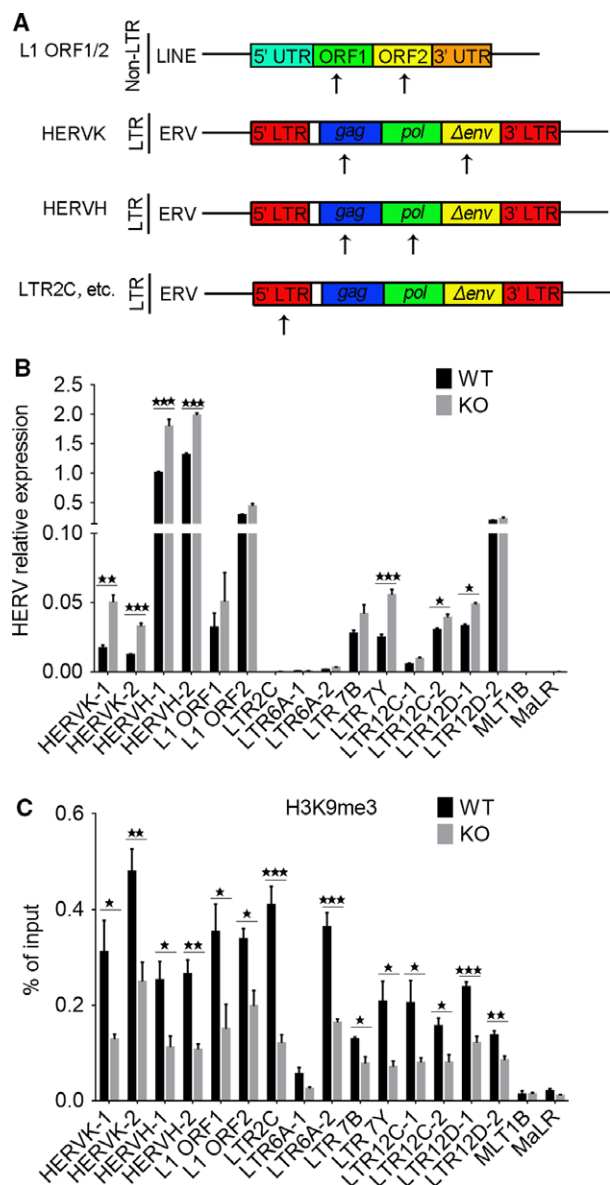 A
L1 ORF1/2
Non-LTR
LINE
5' UTR ORF1 ORF2 3' UTR
HERVK
LTR
ERV
5' LTR gag pol Δenv 3' LTR
HERVH
LTR
ERV
5' LTR gag pol Δenv 3' LTR
LTR2C, etc.
LTR
ERV
5' LTR gag pol Δenv 3' LTR
B
HERV relative expression
2.5
2.0
1.5
1.0
0.5
0.10
0.05
0.00
WT
KO
★★
★★★
★★★
★★★
★★★
★
★
HERVK-1
HERVK-2
HERVH-1
HERVH-2
L1 ORF1
L1 ORF2
LTR2C
LTR6A-1
LTR6A-2
LTR 7B
LTR 7Y
LTR12C-1
LTR12C-2
LTR12D-1
LTR12D-2
MLT1B
MaLR
C
H3K9me3
WT
KO
% of input
0.6
0.4
0.2
0.0
★
★★
★
★★
★
★
★★★
★★★
★
★
★
★
★★★
★★
HERVK-1
HERVK-2
HERVH-1
HERVH-2
L1 ORF1
L1 ORF2
LTR2C
LTR6A-1
LTR6A-2
LTR 7B
LTR 7Y
LTR12C-1
LTR12C-2
LTR12D-1
LTR12D-2
MLT1B
MaLR